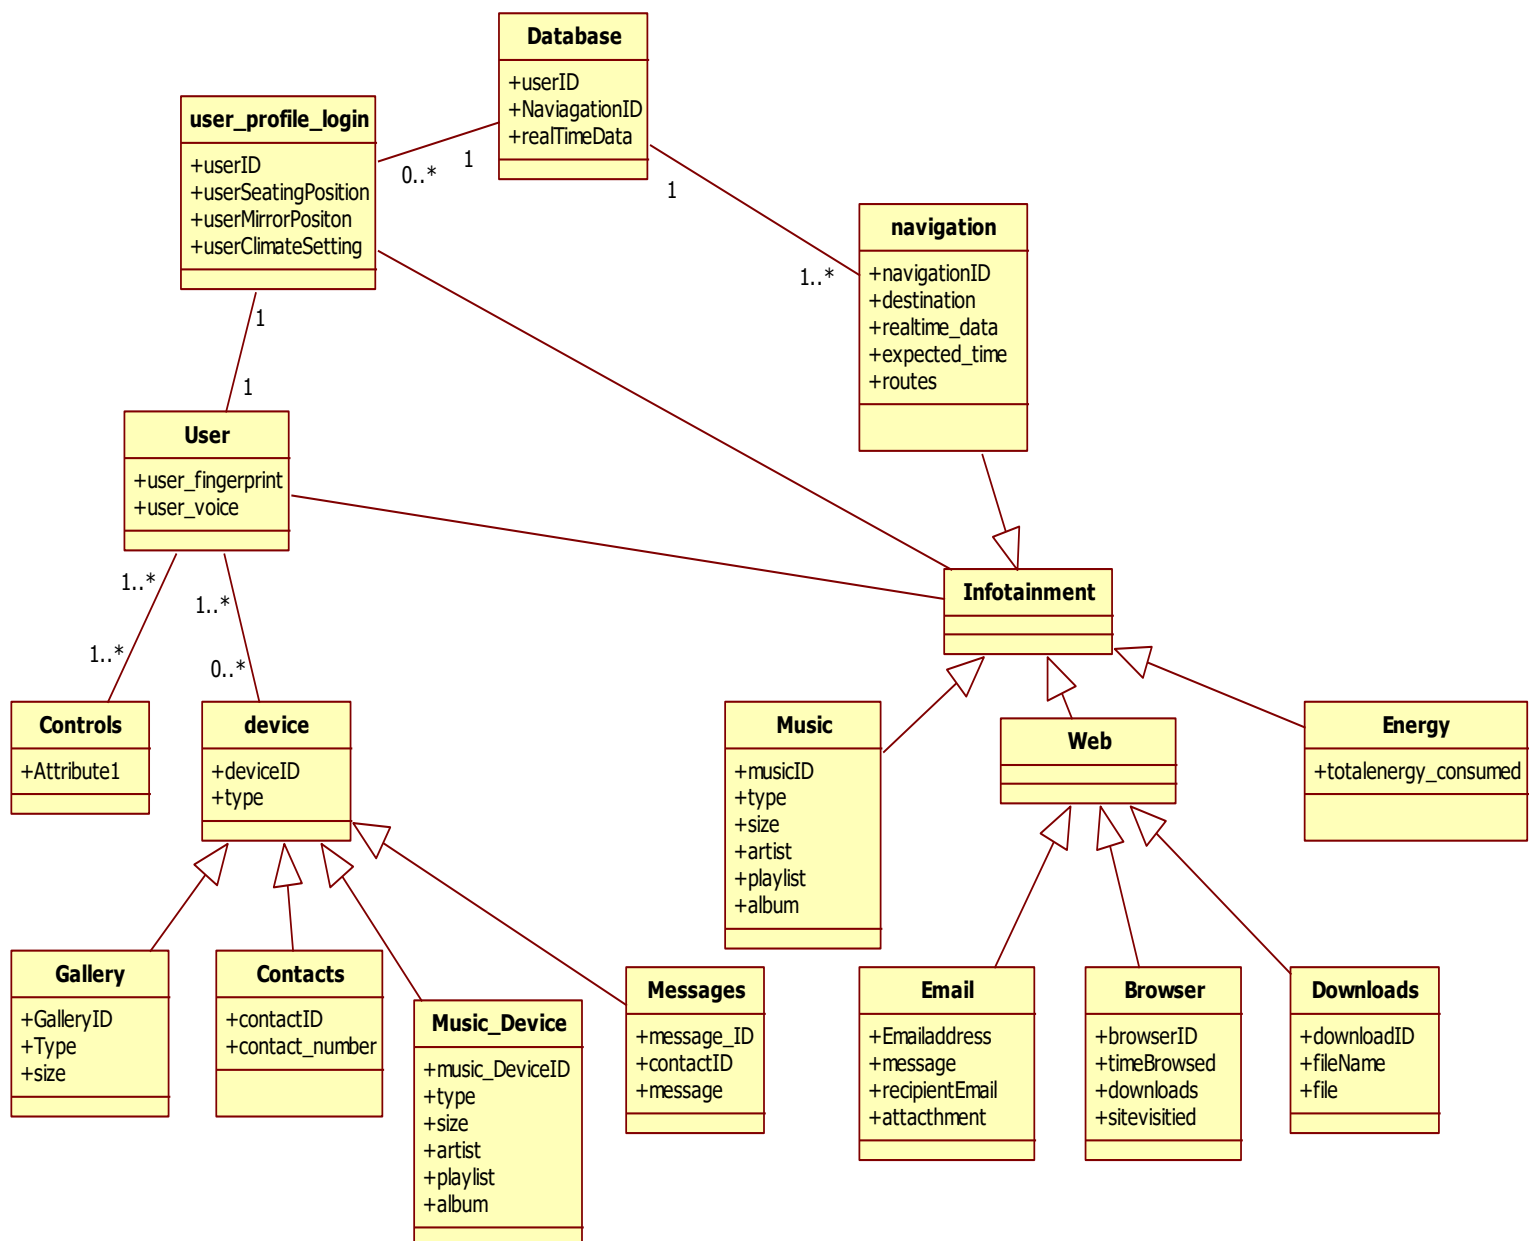 Database
+userID
+NaviagationID
+realTimeData
user_profile_login
+userID
+userSeatingPosition
+userMirrorPositon
+userClimateSetting
0..*
1
1
1..*
navigation
+navigationID
+destination
+realtime_data
+expected_time
+routes
1
1
User
+user_fingerprint
+user_voice
1..*
1..*
1..*
0..*
Infotainment
Controls
+Attribute1
device
+deviceID
+type
Music
+musicID
+type
+size
+artist
+playlist
+album
Web
Energy
+totalenergy_consumed
Gallery
+GalleryID
+Type
+size
Contacts
+contactID
+contact_number
Music_Device
+music_DeviceID
+type
+size
+artist
+playlist
+album
Messages
+message_ID
+contactID
+message
Email
+Emailaddress
+message
+recipientEmail
+attacthment
Browser
+browserID
+timeBrowsed
+downloads
+sitevisitied
Downloads
+downloadID
+fileName
+file